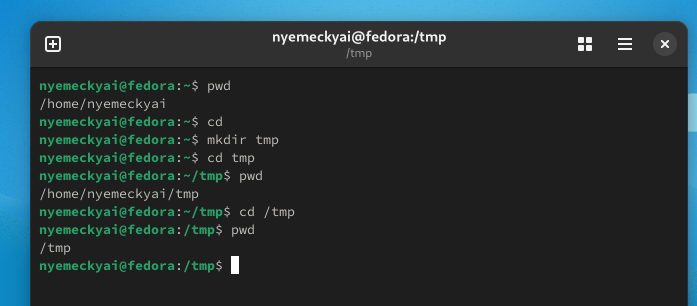 nyemeckyai@fedora:/tmp
/tmp
nyemeckyai@fedora:~$ pwd
/home/nyemeckyai
nyemeckyai@fedora:~$ cd
nyemeckyai@fedora:~$ mkdir tmp
nyemeckyai@fedora:~$ cd tmp
nyemeckyai@fedora:~/tmp$ pwd
/home/nyemeckyai/tmp
nyemeckyai@fedora:~/tmp$ cd /tmp
nyemeckyai@fedora:/tmp$ pwd
/tmp
nyemeckyai@fedora:/tmp$